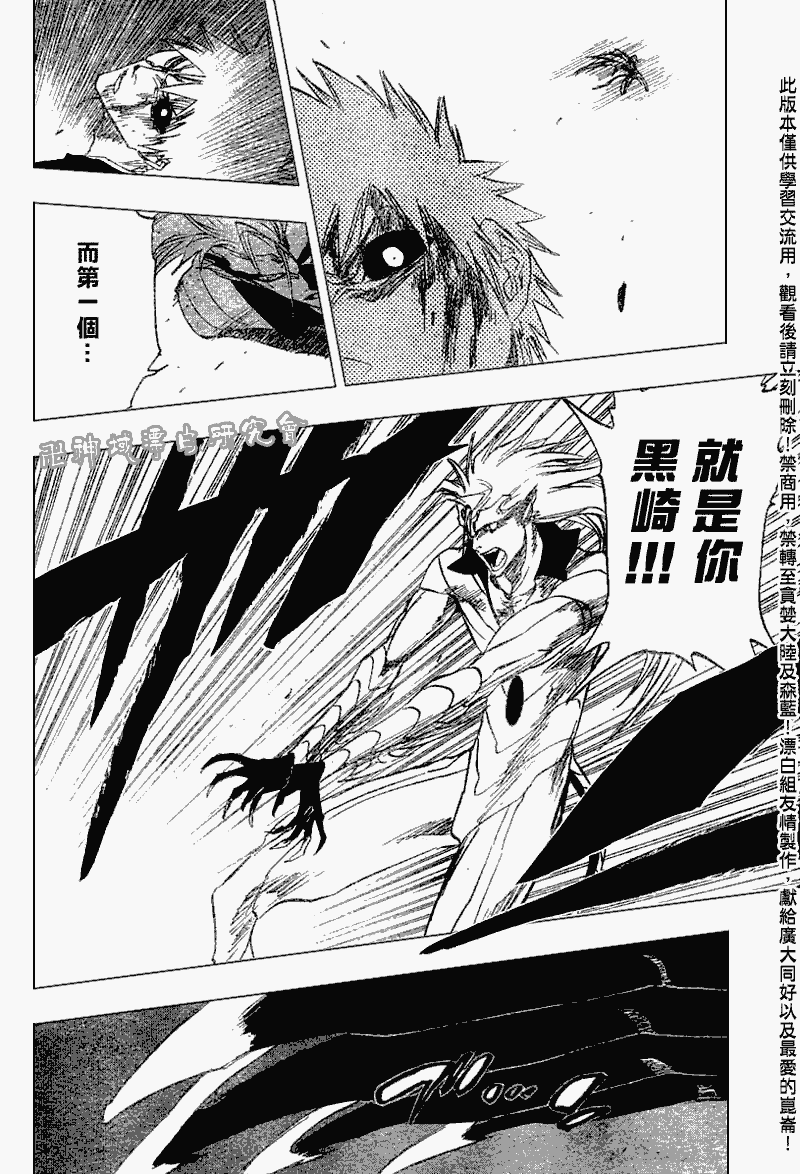 而第一個…
就是你
黑崎!!!
卍神域漂白研究會
此版本僅供學習交流用，觀看後請立刻刪除！禁商用，禁轉至貪婪大陸及森藍！漂白組友情製作，獻給廣大同好以及最愛的崑崙！